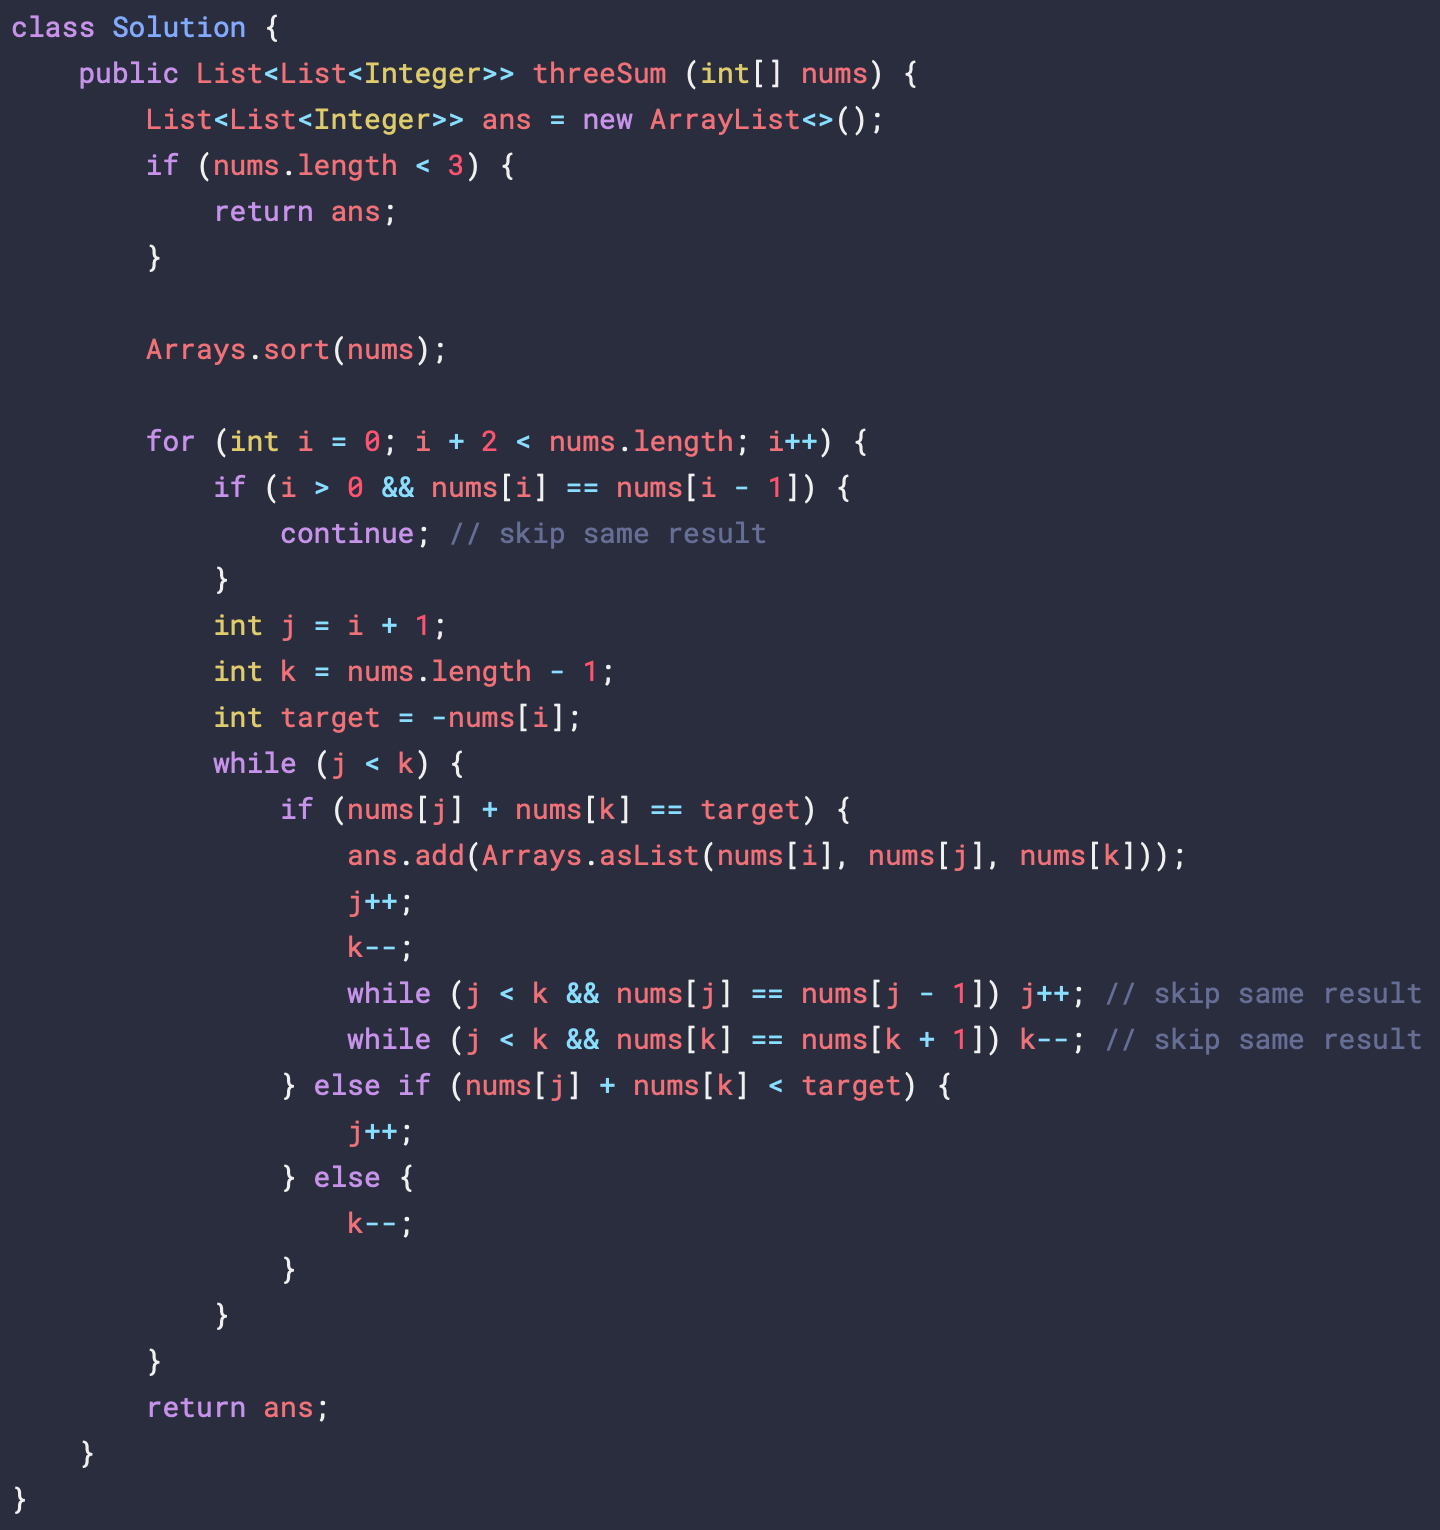 class Solution {
    public List<List<Integer>> threeSum (int[] nums) {
        List<List<Integer>> ans = new ArrayList<>();
        if (nums.length < 3) {
            return ans;
        }

        Arrays.sort(nums);

        for (int i = 0; i + 2 < nums.length; i++) {
            if (i > 0 && nums[i] == nums[i - 1]) {
                continue; // skip same result
            }
            int j = i + 1;
            int k = nums.length - 1;
            int target = -nums[i];
            while (j < k) {
                if (nums[j] + nums[k] == target) {
                    ans.add(Arrays.asList(nums[i], nums[j], nums[k]));
                    j++;
                    k--;
                    while (j < k && nums[j] == nums[j - 1]) j++; // skip same result
                    while (j < k && nums[k] == nums[k + 1]) k--; // skip same result
                } else if (nums[j] + nums[k] < target) {
                    j++;
                } else {
                    k--;
                }
            }
        }
        return ans;
    }
}